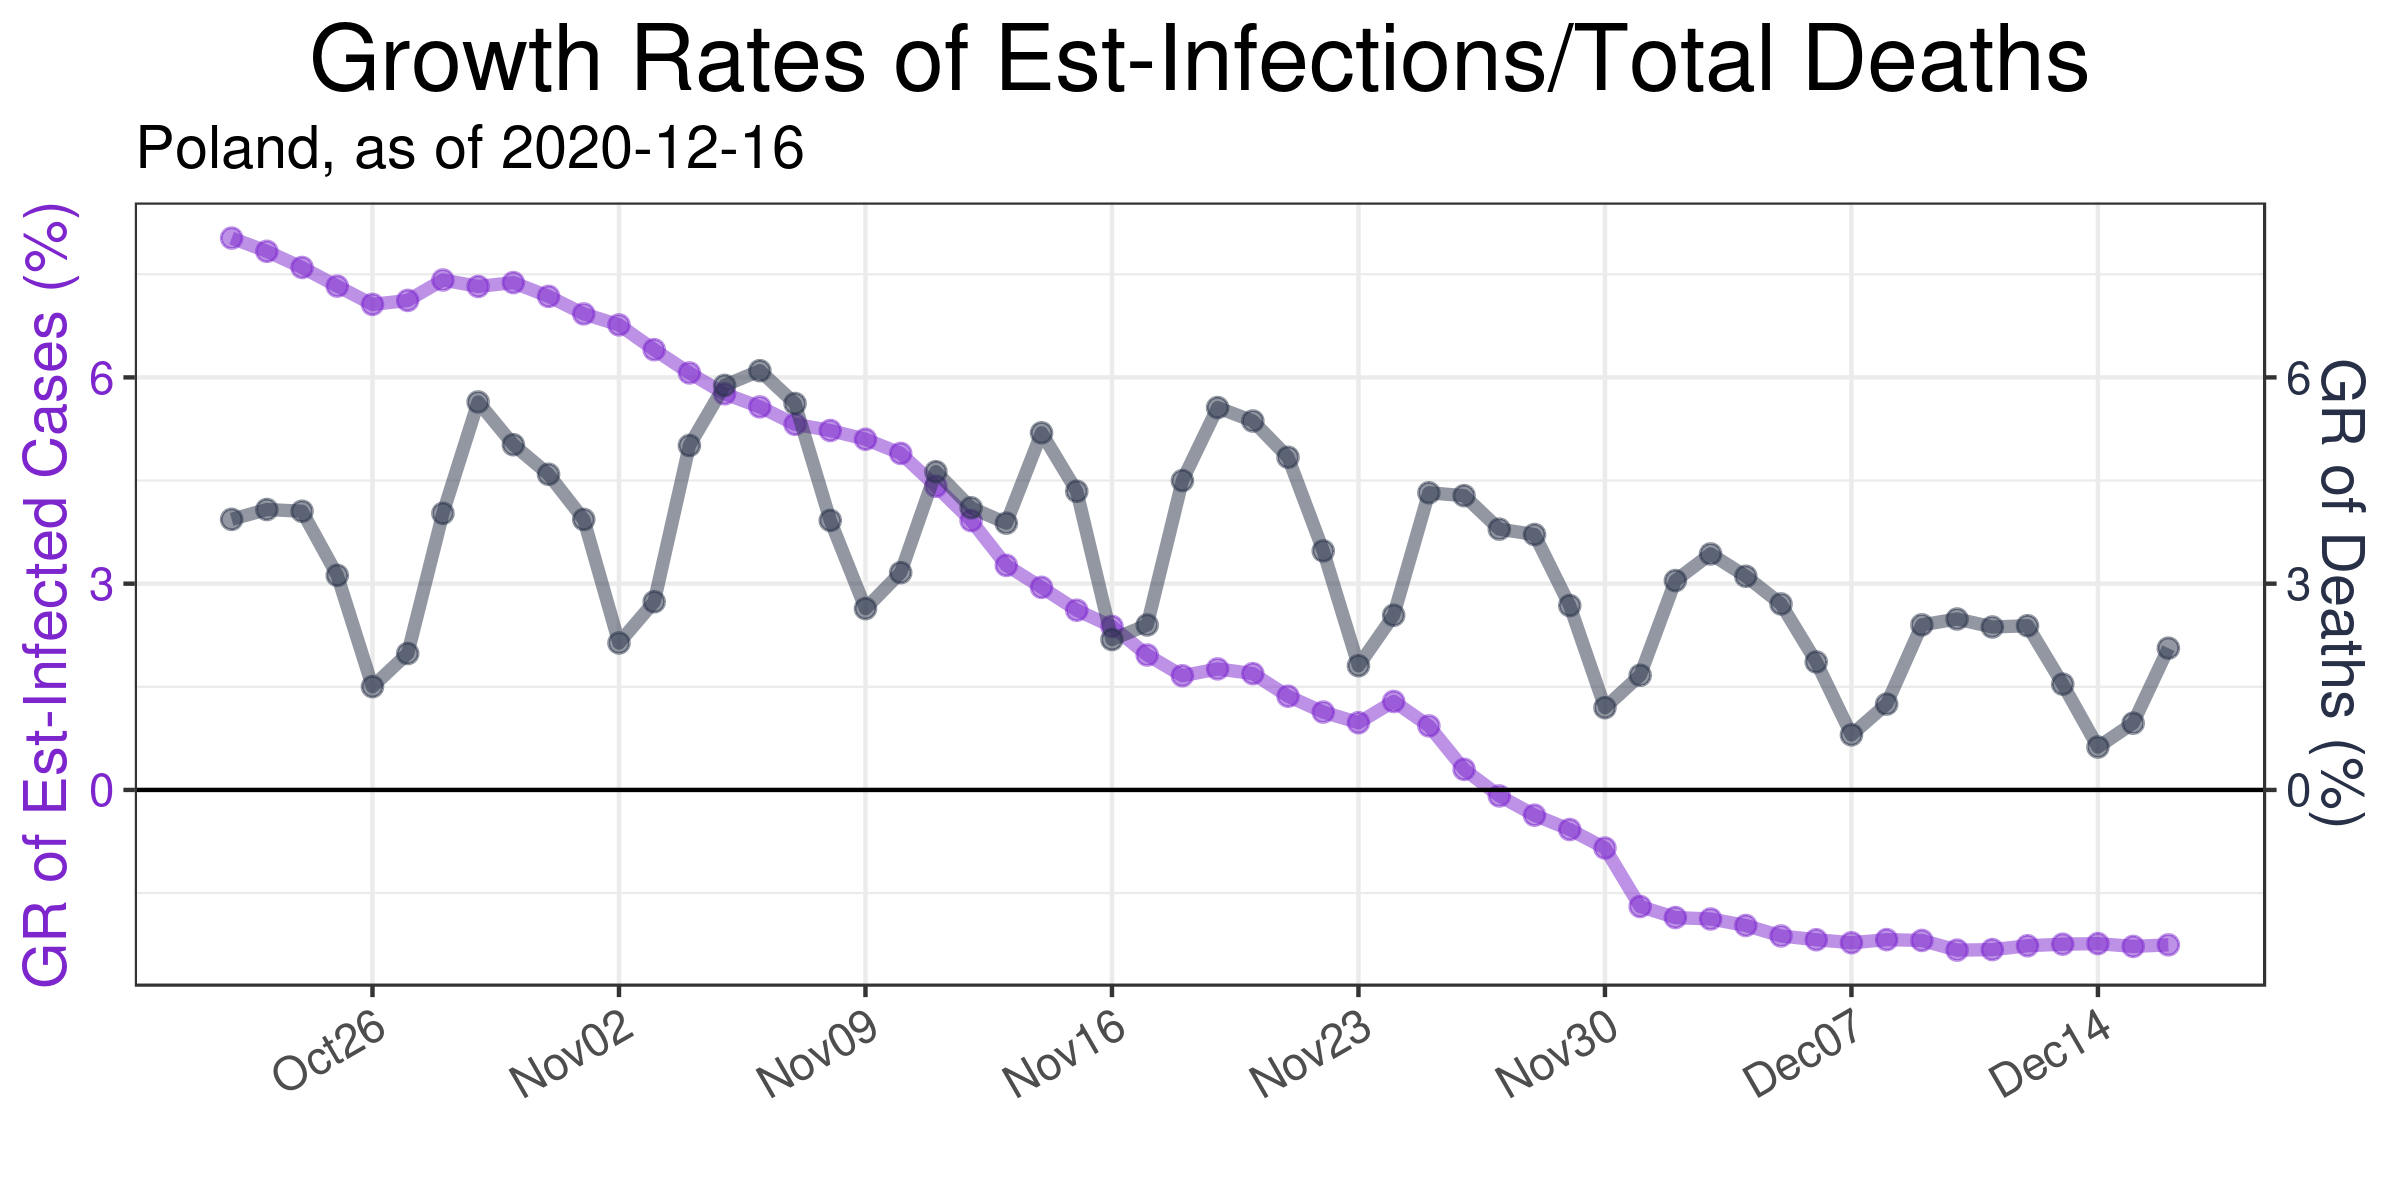 Growth Rates of Est-Infections/Total Deaths
Poland, as of 2020-12-16
GR of Est-Infected Cases (%)
6
3
0
6
3
0
GR of Deaths (%)
Oct26
Nov02
Nov09
Nov16
Nov23
Nov30
Dec07
Dec14